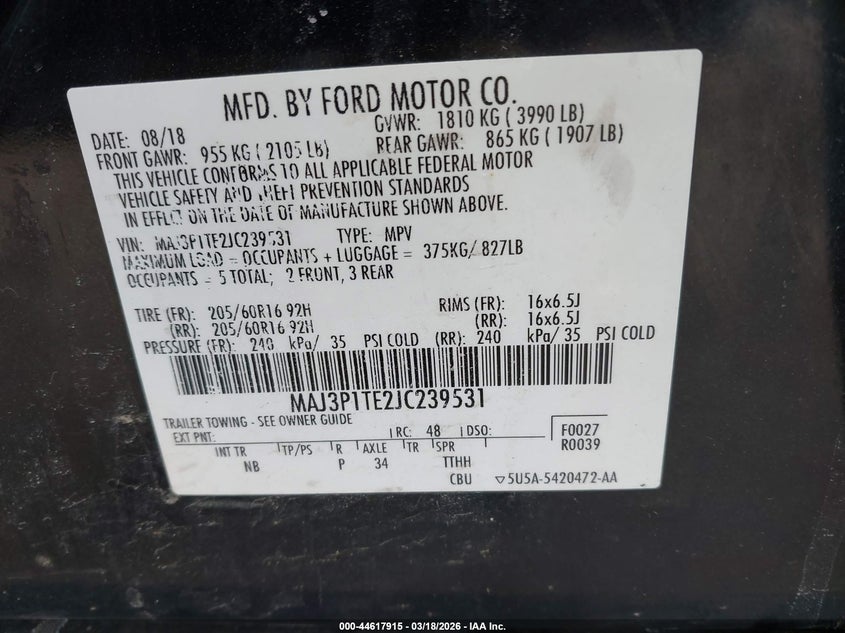 MFD. BY FORD MOTOR CO.
DATE: 08/18 GVWR: 1810 KG ( 3990 LB)
FRONT GAWR: 955 KG ( 2105 LB) REAR GAWR: 865 KG ( 1907 LB)
THIS VEHICLE CONFORMS TO ALL APPLICABLE FEDERAL MOTOR
VEHICLE SAFETY AND THEFT PREVENTION STANDARDS
IN EFFECT ON THE DATE OF MANUFACTURE SHOWN ABOVE.
VIN: MAJ3P1TE2JC239531 TYPE: MPV
MAXIMUM LOAD = OCCUPANTS + LUGGAGE = 375KG/ 827LB
OCCUPANTS = 5 TOTAL; 2 FRONT, 3 REAR
TIRE (FR): 205/60R16 92H RIMS (FR): 16x6.5J
(RR): 205/60R16 92H (RR): 16x6.5J
PRESSURE (FR): 240 kPa/ 35 PSI COLD (RR): 240 kPa/ 35 PSI COLD
MAJ3P1TE2JC239531
TRAILER TOWING - SEE OWNER GUIDE
EXT PNT: RC: 48 DSO: F0027
R0039
INT TR TP/PS R AXLE TR SPR
NB P 34 TTHH
CBU ▽5U5A-5420472-AA
000-44617915 - 03/18/2026 - IAA Inc.